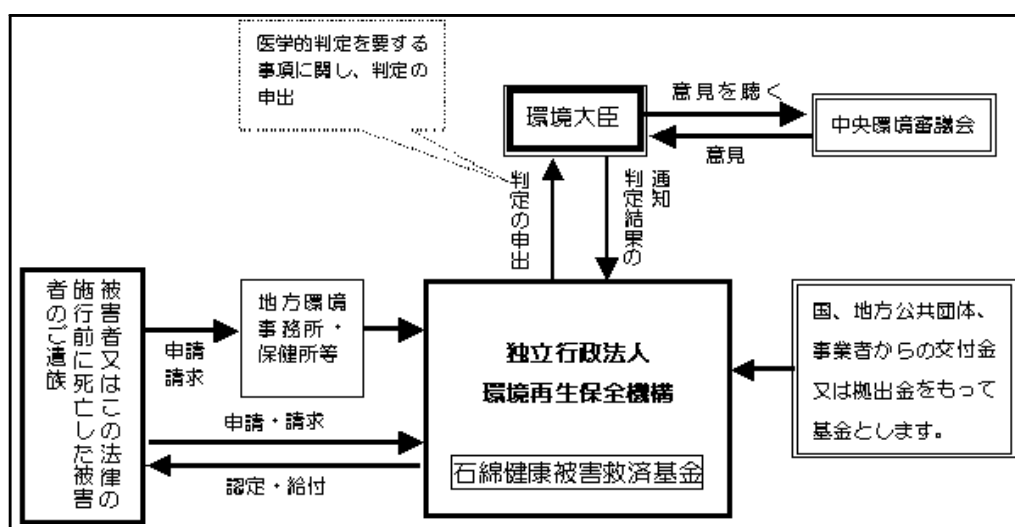 医学的判定を要する
事項に関し、判定の
申出
環境大臣
意見を聴く
意見
中央環境審議会
判定の申出
通知
判定結果の
被害者又はこの法律の
施行前に死亡した被害
者のご遺族
申請
請求
地方環境
事務所・
保健所等
申請・請求
認定・給付
独立行政法人
環境再生保全機構
石綿健康被害救済基金
国、地方公共団体、
事業者からの交付金
又は拠出金をもって
基金とします。